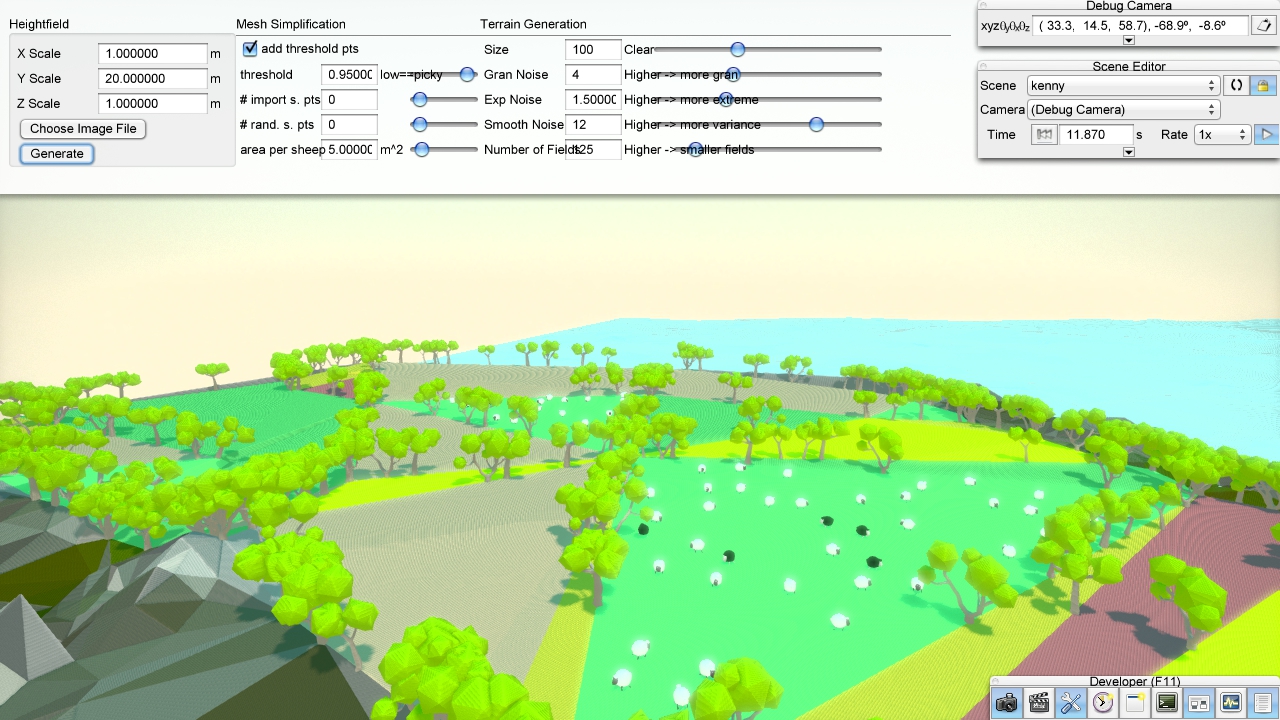 Heightfield
X Scale 1.000000 m
Y Scale 20.000000 m
Z Scale 1.000000 m
Choose Image File
Generate
Mesh Simplification
add threshold pts
threshold 0.95000 low==picky
# import s. pts 0
# rand. s. pts 0
area per sheep 5.00000 m^2
Terrain Generation
Size 100 Clear
Gran Noise 4 Higher -> more gran
Exp Noise 1.50000 Higher -> more extreme
Smooth Noise 12 Higher -> more variance
Number of Fields 125 Higher -> smaller fields
Debug Camera
( 33.3, 14.5, 58.7), -68.9º, -8.6º
Scene Editor
Scene kenny
Camera (Debug Camera)
Time 11.870 s Rate 1x
Developer (F11)